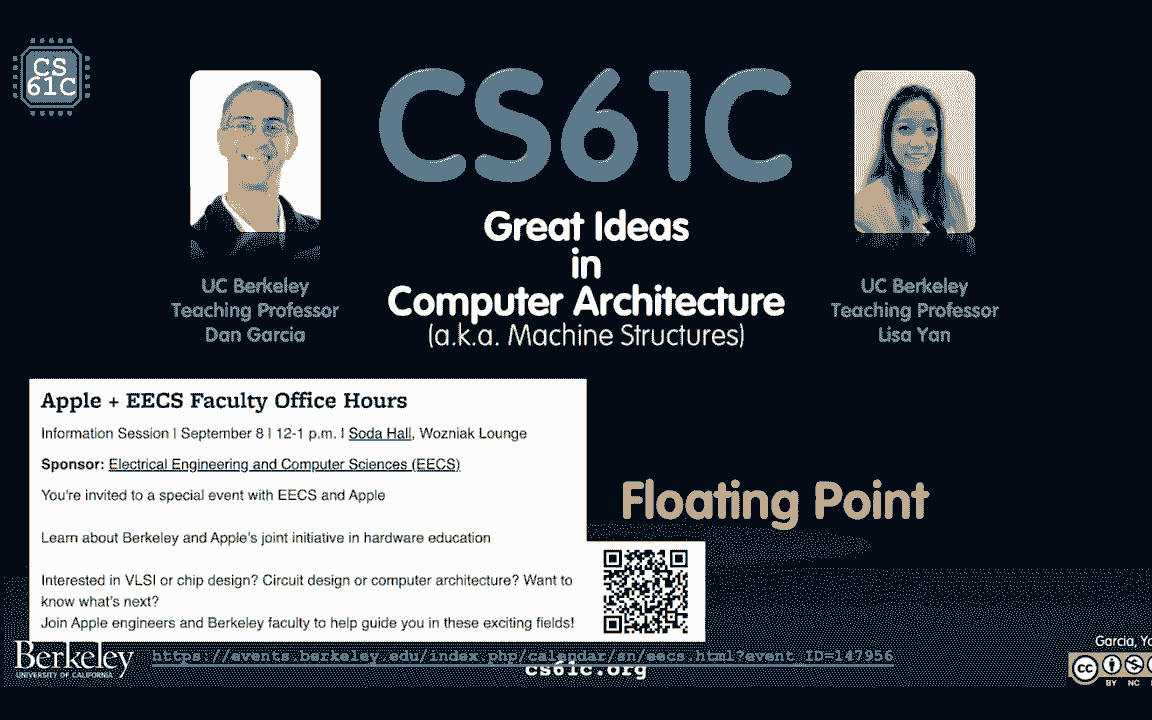 CS
61C
CS61C
Great Ideas
in
Computer Architecture
(a.k.a. Machine Structures)
UC Berkeley
Teaching Professor
Dan Garcia
UC Berkeley
Teaching Professor
Lisa Yan
Apple + EECS Faculty Office Hours
Information Session | September 8 | 12-1 p.m. | Soda Hall, Wozniak Lounge
Sponsor: Electrical Engineering and Computer Sciences (EECS)
You're invited to a special event with EECS and Apple
Learn about Berkeley and Apple's joint initiative in hardware education
Interested in VLSI or chip design? Circuit design or computer architecture? Want to
know what's next?
Join Apple engineers and Berkeley faculty to help guide you in these exciting fields!
Floating Point
Berkeley
UNIVERSITY OF CALIFORNIA
https://events.berkeley.edu/index.php/calendar/sn/eecs.html?event_ID=147956
cs61c.org
Garcia,
cc
BY NC